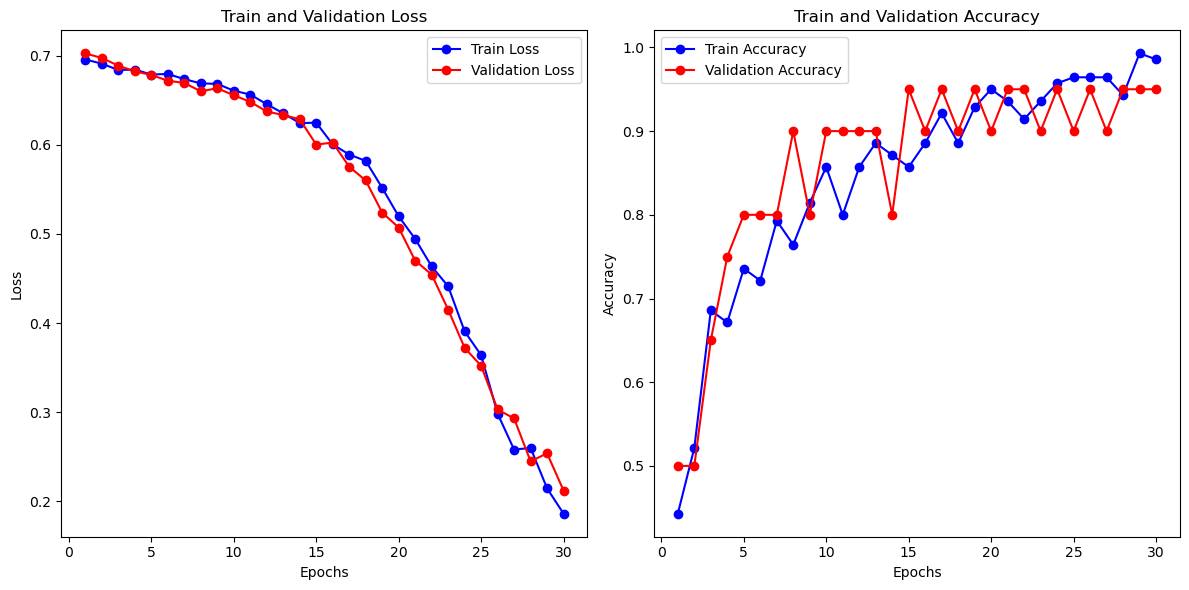 Train and Validation Loss
Train Loss
Validation Loss
0.7
0.6
0.5
0.4
0.3
0.2
Loss
0
5
10
15
20
25
30
Epochs
Train and Validation Accuracy
Train Accuracy
Validation Accuracy
1.0
0.9
0.8
0.7
0.6
0.5
Accuracy
0
5
10
15
20
25
30
Epochs